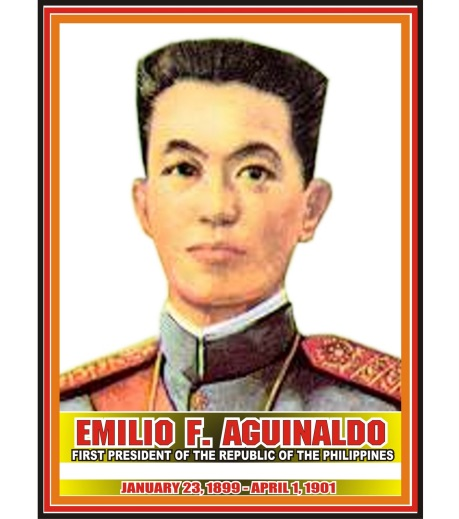 EMILIO F. AGUINALDO
FIRST PRESIDENT OF THE REPUBLIC OF THE PHILIPPINES
JANUARY 23, 1899 - APRIL 1, 1901